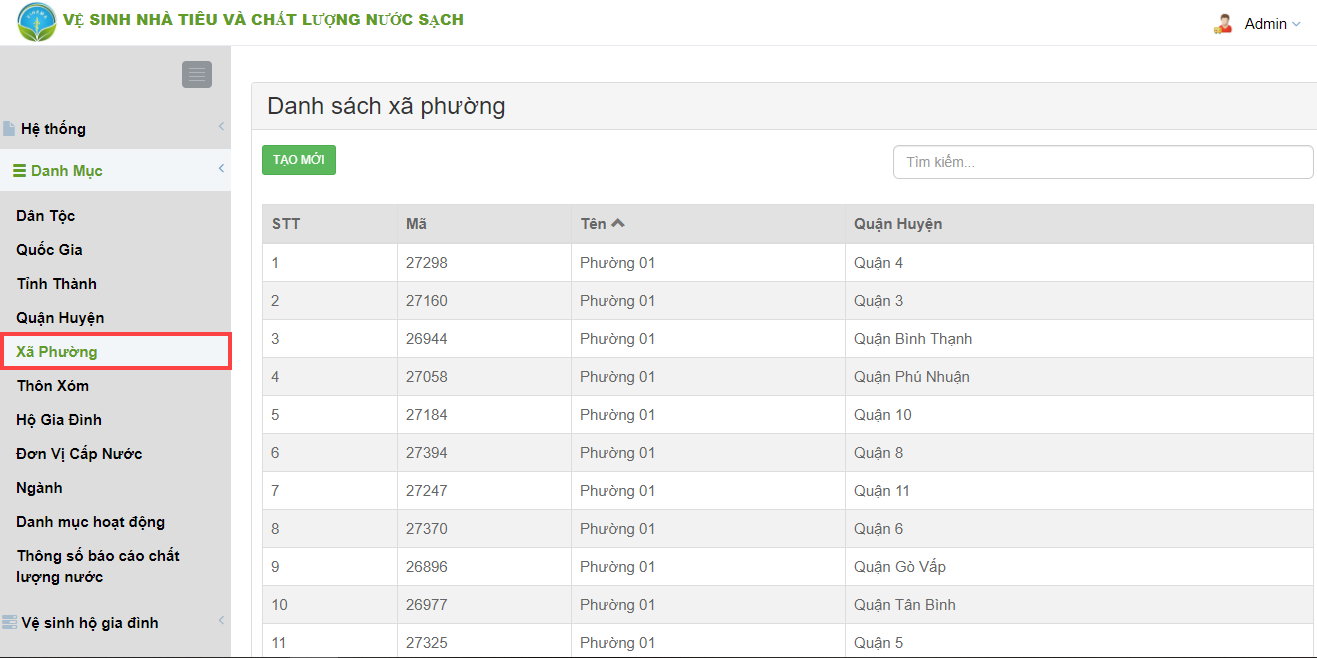 VỆ SINH NHÀ TIÊU VÀ CHẤT LƯỢNG NƯỚC SẠCH
Admin
Hệ thống
Danh Mục
Dân Tộc
Quốc Gia
Tỉnh Thành
Quận Huyện
Xã Phường
Thôn Xóm
Hộ Gia Đình
Đơn Vị Cấp Nước
Ngành
Danh mục hoạt động
Thông số báo cáo chất
lượng nước
Vệ sinh hộ gia đình
Danh sách xã phường
TẠO MỚI
Tìm kiếm...
STT Mã Tên Quận Huyện
1 27298 Phường 01 Quận 4
2 27160 Phường 01 Quận 3
3 26944 Phường 01 Quận Bình Thạnh
4 27058 Phường 01 Quận Phú Nhuận
5 27184 Phường 01 Quận 10
6 27394 Phường 01 Quận 8
7 27247 Phường 01 Quận 11
8 27370 Phường 01 Quận 6
9 26896 Phường 01 Quận Gò Vấp
10 26977 Phường 01 Quận Tân Bình
11 27325 Phường 01 Quận 5